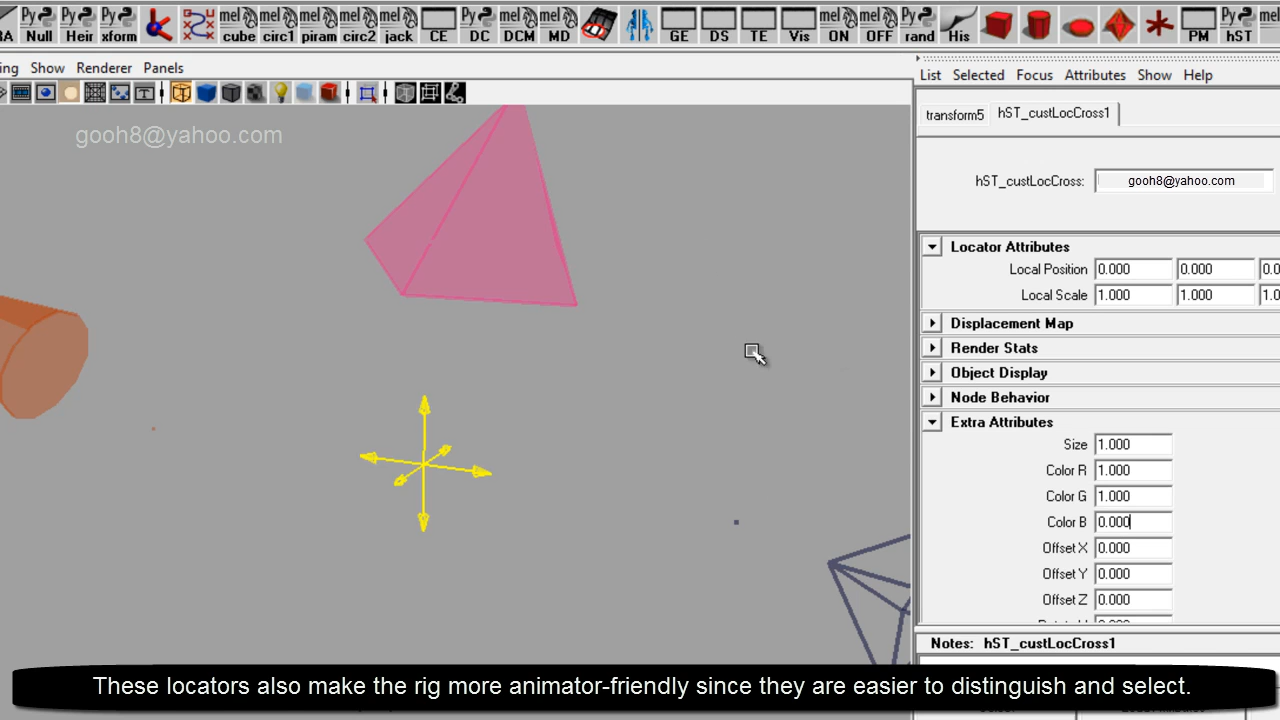 RA Py Null Py Heir Py xform mel cube mel circ1 mel piram mel circ2 mel jack CE Py DC mel DCM mel MD GE DS TE Vis mel ON mel OFF Py rand His PM Py hST mel
ing Show Renderer Panels
List Selected Focus Attributes Show Help
gooh8@yahoo.com
transform5 hST_custLocCross1
hST_custLocCross: gooh8@yahoo.com
Locator Attributes
Local Position 0.000 0.000 0.0
Local Scale 1.000 1.000 1.0
Displacement Map
Render Stats
Object Display
Node Behavior
Extra Attributes
Size 1.000
Color R 1.000
Color G 1.000
Color B 0.000
Offset X 0.000
Offset Y 0.000
Offset Z 0.000
Notes: hST_custLocCross1
These locators also make the rig more animator-friendly since they are easier to distinguish and select.